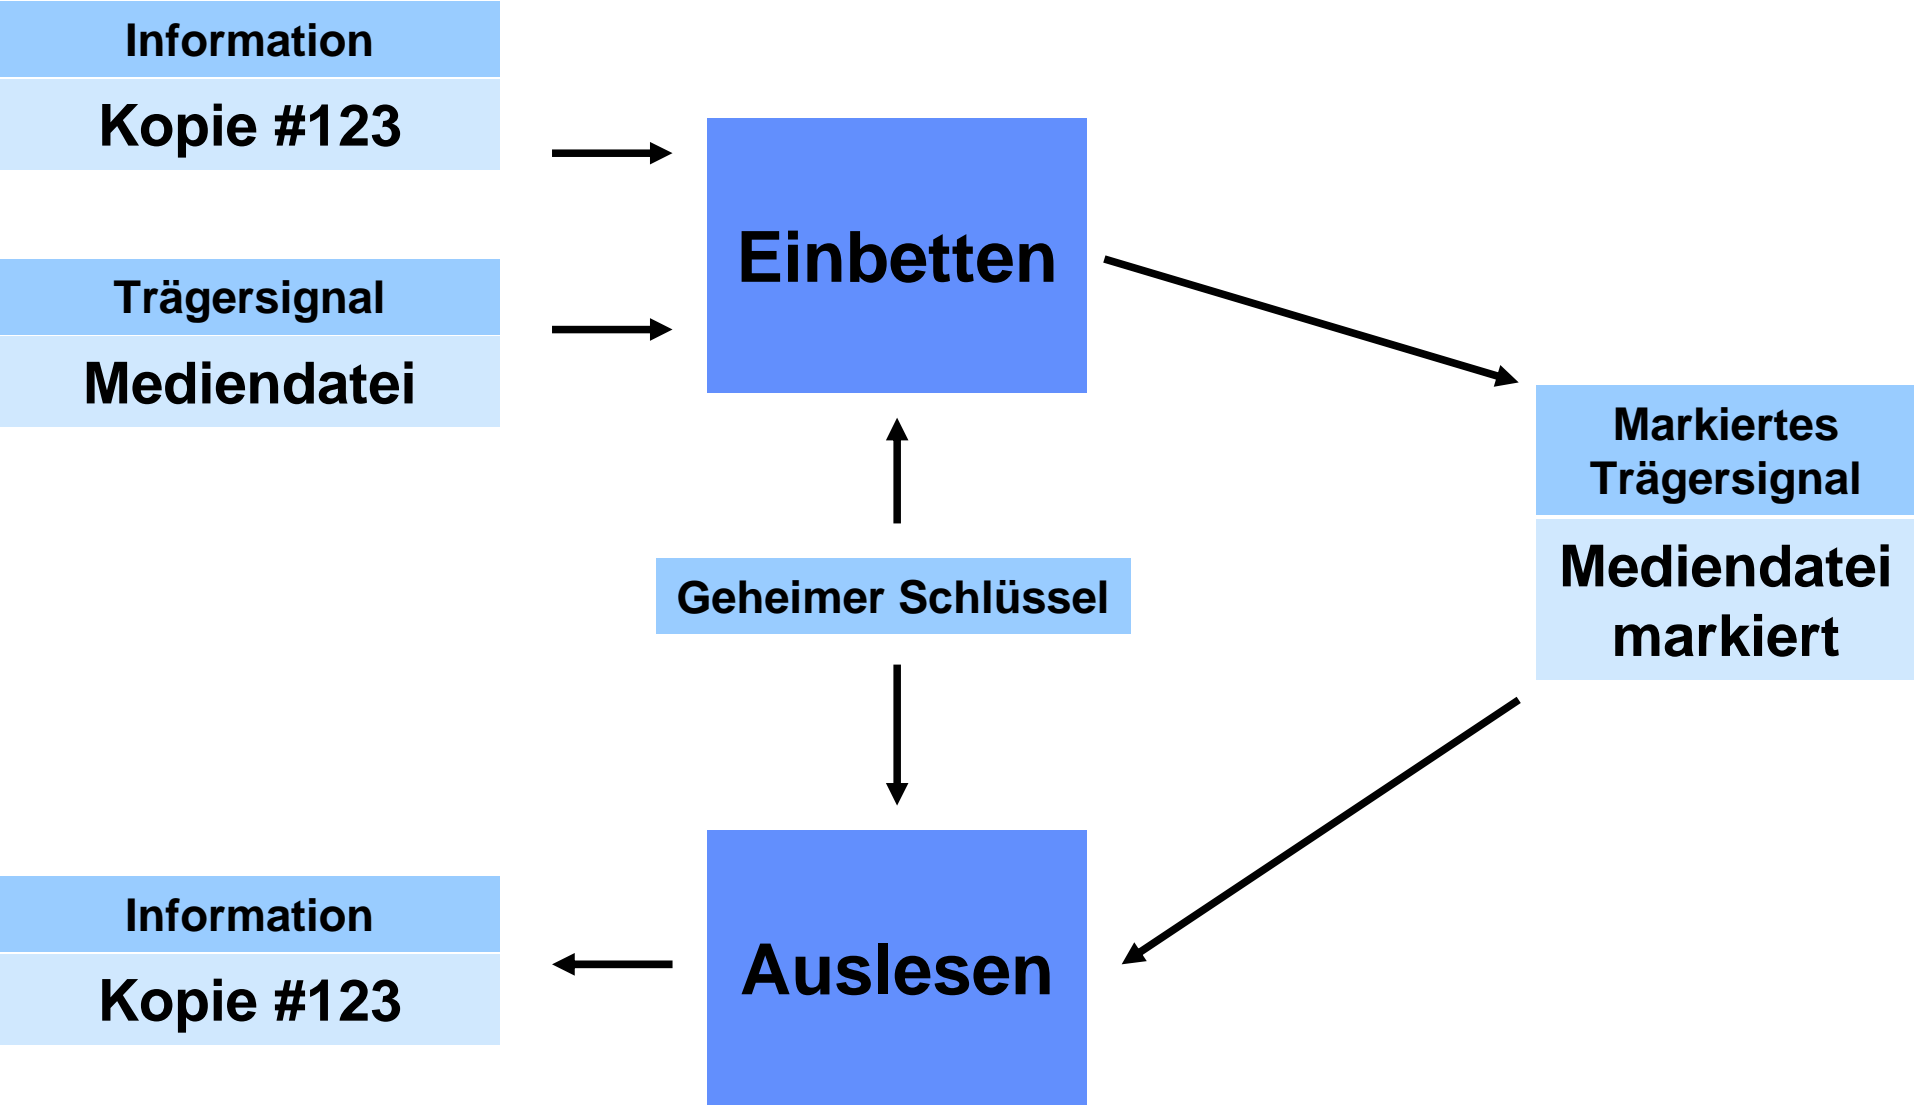 Information
Kopie #123
Einbetten
Trägersignal
Mediendatei
Markiertes
Trägersignal
Mediendatei
markiert
Geheimer Schlüssel
Information
Kopie #123
Auslesen